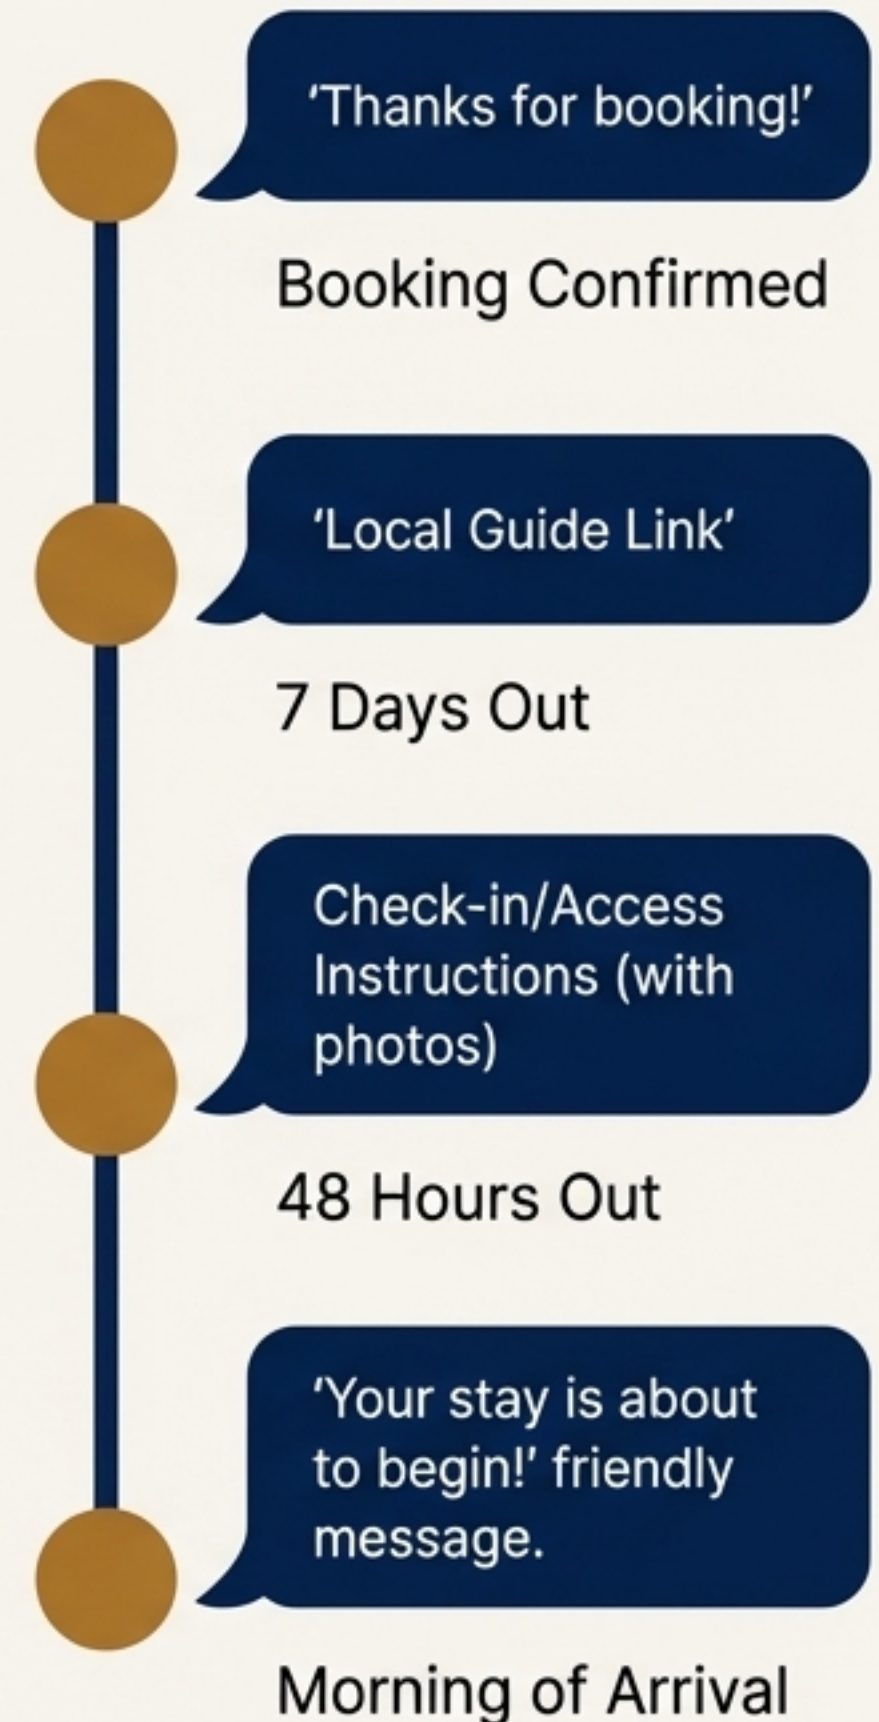 ‘Thanks for booking!’
Booking Confirmed
‘Local Guide Link’
7 Days Out
Check-in/Access
Instructions (with
photos)
48 Hours Out
‘Your stay is about
to begin!’ friendly
message.
Morning of Arrival